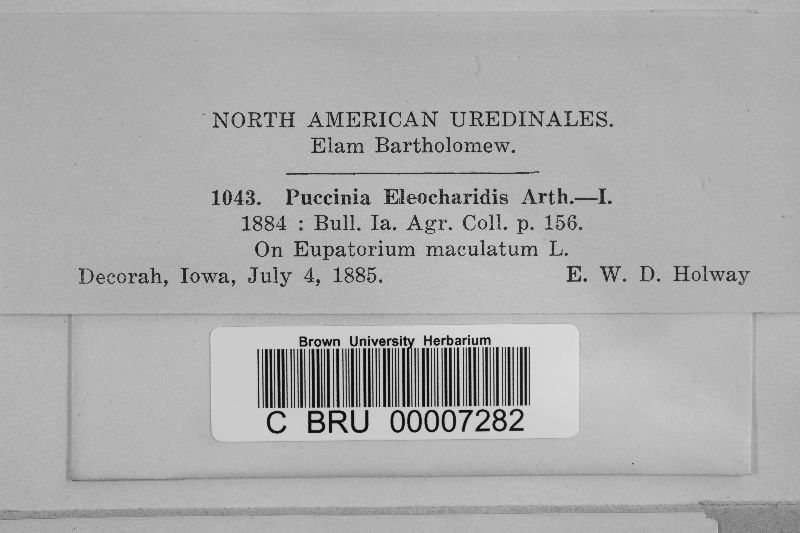 NORTH AMERICAN UREDINALES.
Elam Bartholomew.
1043. Puccinia Eleocharidis Arth.—I.
1884 : Bull. Ia. Agr. Coll. p. 156.
On Eupatorium maculatum L.
Decorah, Iowa, July 4, 1885. E. W. D. Holway
Brown University Herbarium
C BRU 00007282